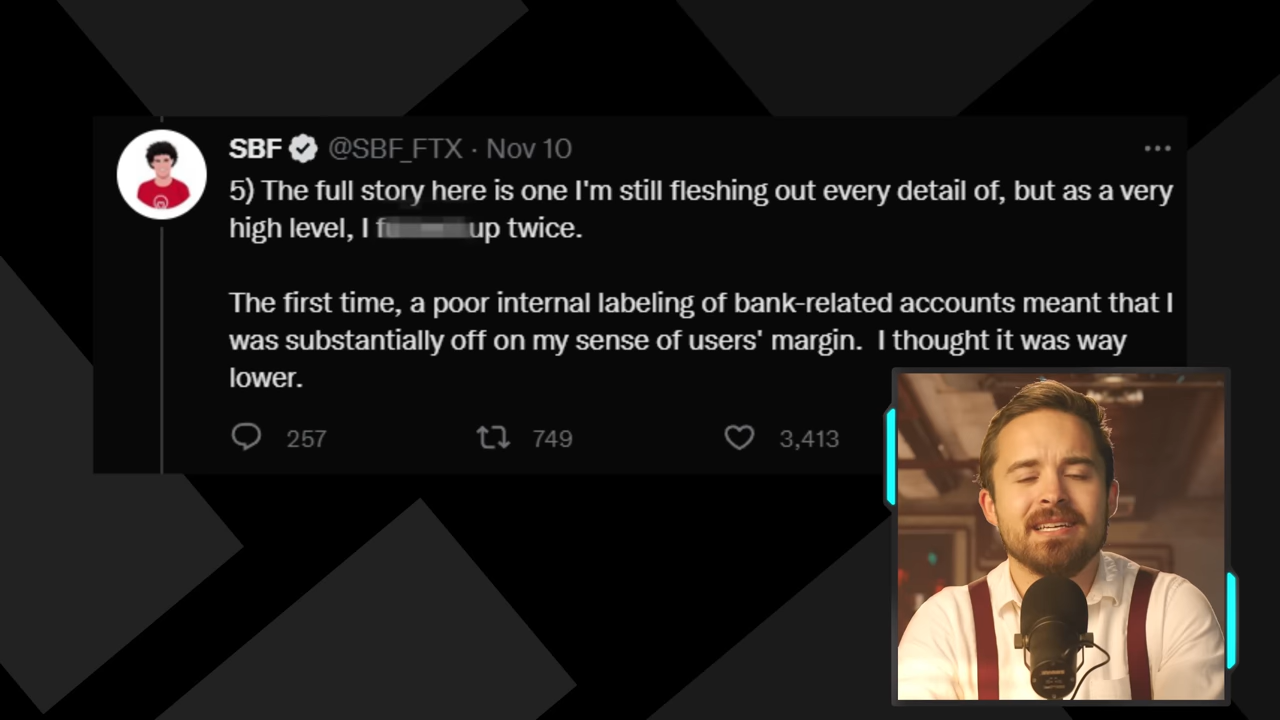 SBF @SBF_FTX · Nov 10
5) The full story here is one I'm still fleshing out every detail of, but as a very
high level, I f up twice.
The first time, a poor internal labeling of bank-related accounts meant that I
was substantially off on my sense of users' margin.  I thought it was way
lower.
257 749 3,413